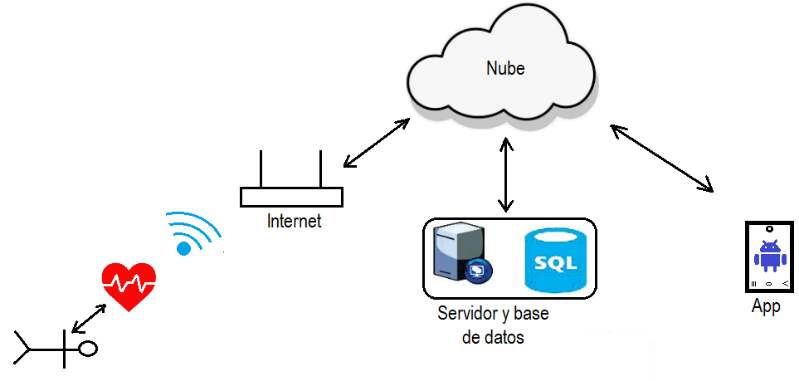 Nube
Internet
SQL
Servidor y base
de datos
App